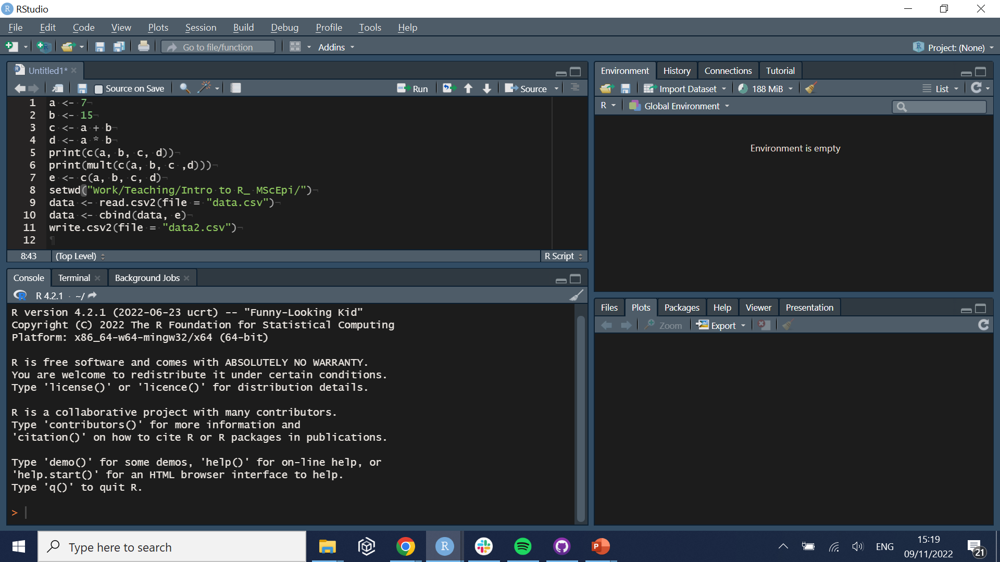 RStudio
File Edit Code View Plots Session Build Debug Profile Tools Help
Go to file/function Addins Project: (None)
Untitled1*
Source on Save Run Source
1 a <- 7
2 b <- 15
3 c <- a + b
4 d <- a * b
5 print(c(a, b, c, d))
6 print(mult(c(a, b, c ,d)))
7 e <- c(a, b, c, d)
8 setwd("Work/Teaching/Intro to R_ MScEpi/")
9 data <- read.csv2(file = "data.csv")
10 data <- cbind(data, e)
11 write.csv2(file = "data2.csv")
12
8:43 (Top Level) R Script
Console Terminal Background Jobs
R 4.2.1 · ~/
R version 4.2.1 (2022-06-23 ucrt) -- "Funny-Looking Kid"
Copyright (C) 2022 The R Foundation for Statistical Computing
Platform: x86_64-w64-mingw32/x64 (64-bit)
R is free software and comes with ABSOLUTELY NO WARRANTY.
You are welcome to redistribute it under certain conditions.
Type 'license()' or 'licence()' for distribution details.
R is a collaborative project with many contributors.
Type 'contributors()' for more information and
'citation()' on how to cite R or R packages in publications.
Type 'demo()' for some demos, 'help()' for on-line help, or
'help.start()' for an HTML browser interface to help.
Type 'q()' to quit R.
>
Environment History Connections Tutorial
Import Dataset 188 MiB List
R Global Environment
Environment is empty
Files Plots Packages Help Viewer Presentation
Zoom Export
Type here to search
R
P
ENG
15:19
09/11/2022
21